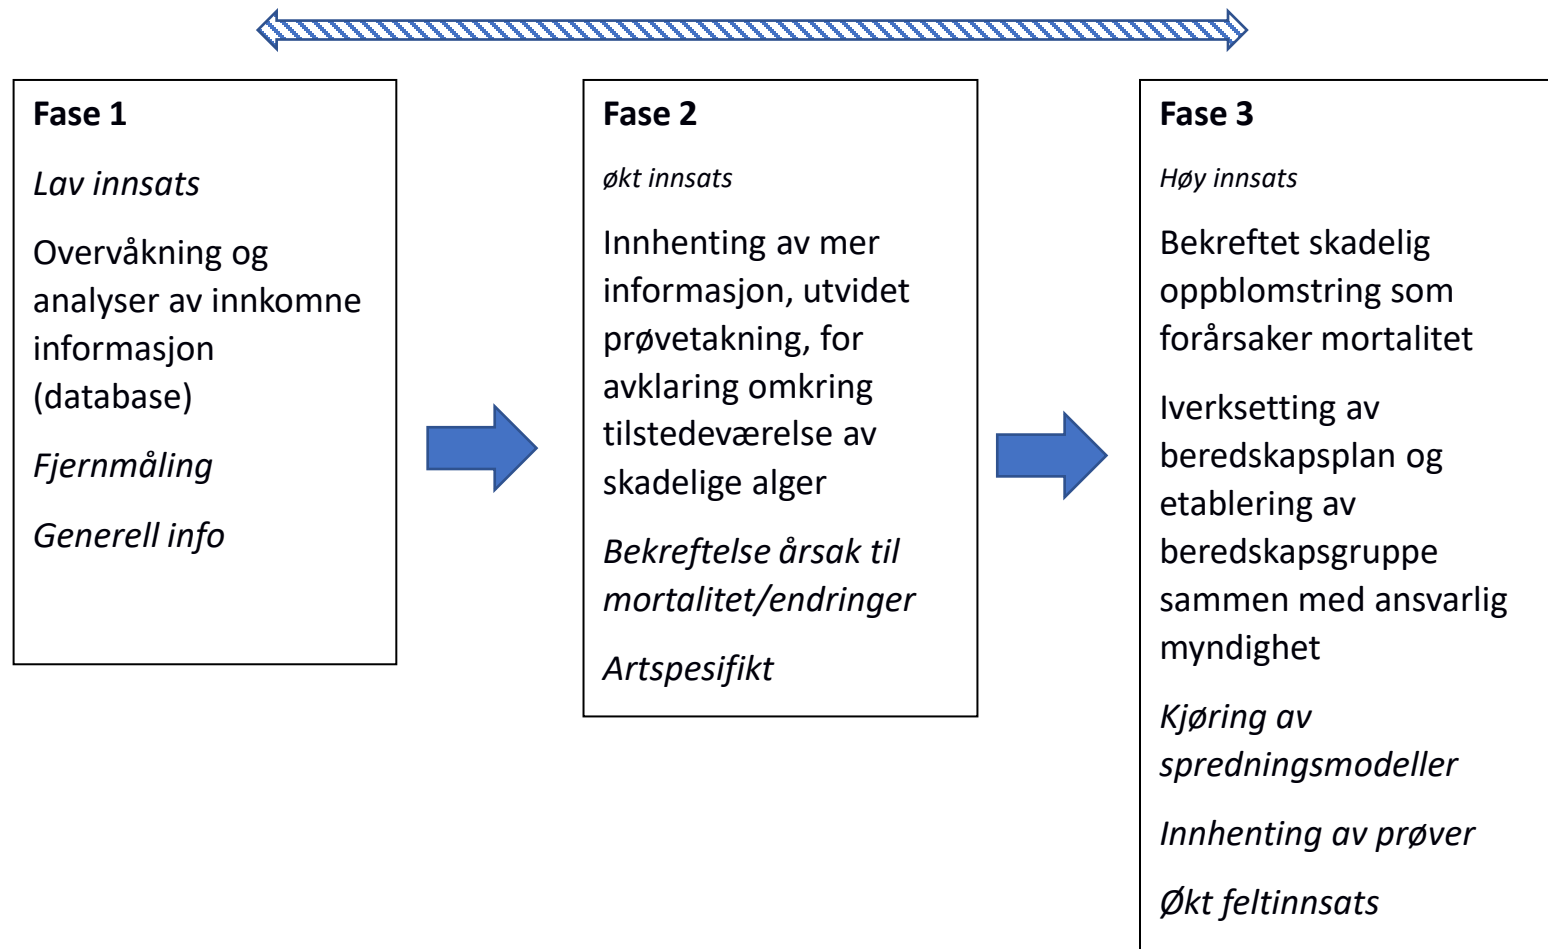 Fase 1
Lav innsats
Overvåkning og
analyser av innkomne
informasjon
(database)
Fjernmåling
Generell info
Fase 2
økt innsats
Innhenting av mer
informasjon, utvidet
prøvetakning, for
avklaring omkring
tilstedeværelse av
skadelige alger
Bekreftelse årsak til
mortalitet/endringer
Artspesifikt
Fase 3
Høy innsats
Bekreftet skadelig
oppblomstring som
forårsaker mortalitet
Iverksetting av
beredskapsplan og
etablering av
beredskapsgruppe
sammen med ansvarlig
myndighet
Kjøring av
spredningsmodeller
Innhenting av prøver
Økt feltinnsats